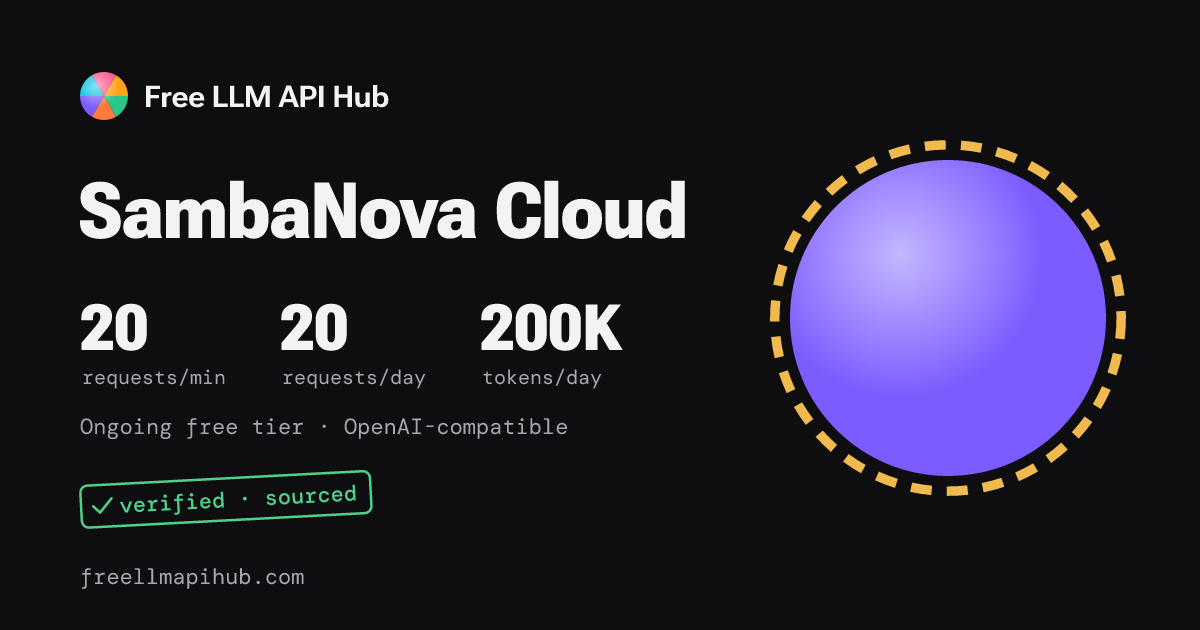 Free LLM API Hub
SambaNova Cloud
20 20 200K
requests/min requests/day tokens/day
Ongoing free tier · OpenAI-compatible
✓ verified · sourced
freellmapihub.com